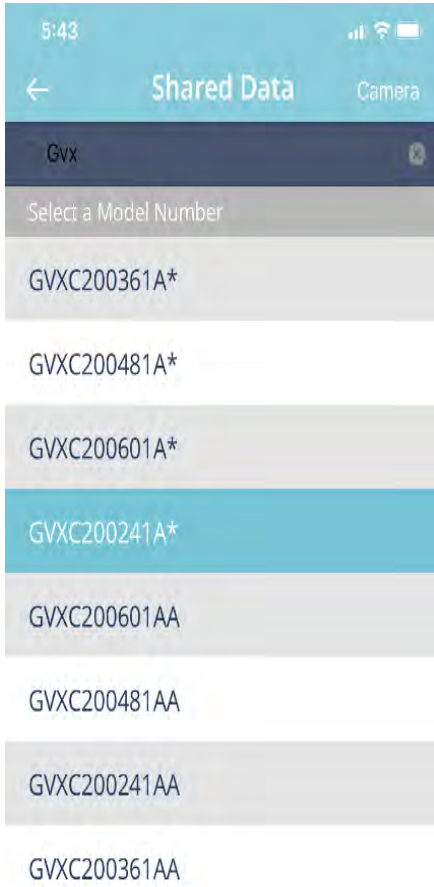 5:43
Shared Data Camera
Gvx
Select a Model Number
GVXC200361A*
GVXC200481A*
GVXC200601A*
GVXC200241A*
GVXC200601AA
GVXC200481AA
GVXC200241AA
GVXC200361AA